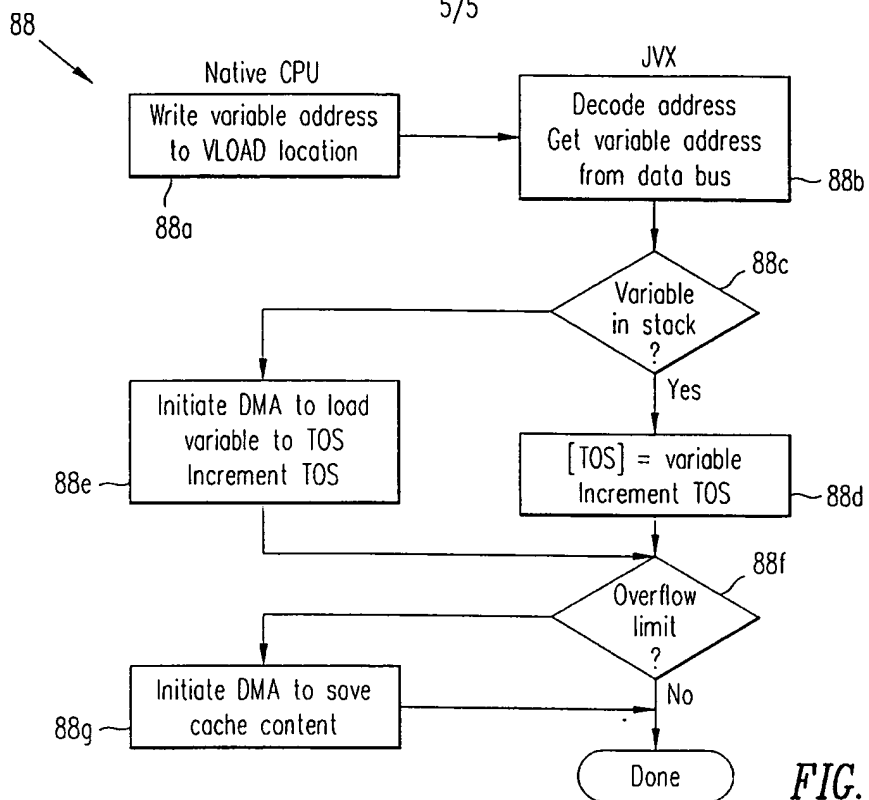 5/5
88
Native CPU
Write variable address
to VLOAD location
88a
JVX
Decode address
Get variable address
from data bus
88b
Variable
in stack
?
88c
Yes
Initiate DMA to load
variable to TOS
Increment TOS
88e
[TOS] = variable
Increment TOS
88d
Overflow
limit
?
88f
No
Initiate DMA to save
cache content
88g
Done
FIG.